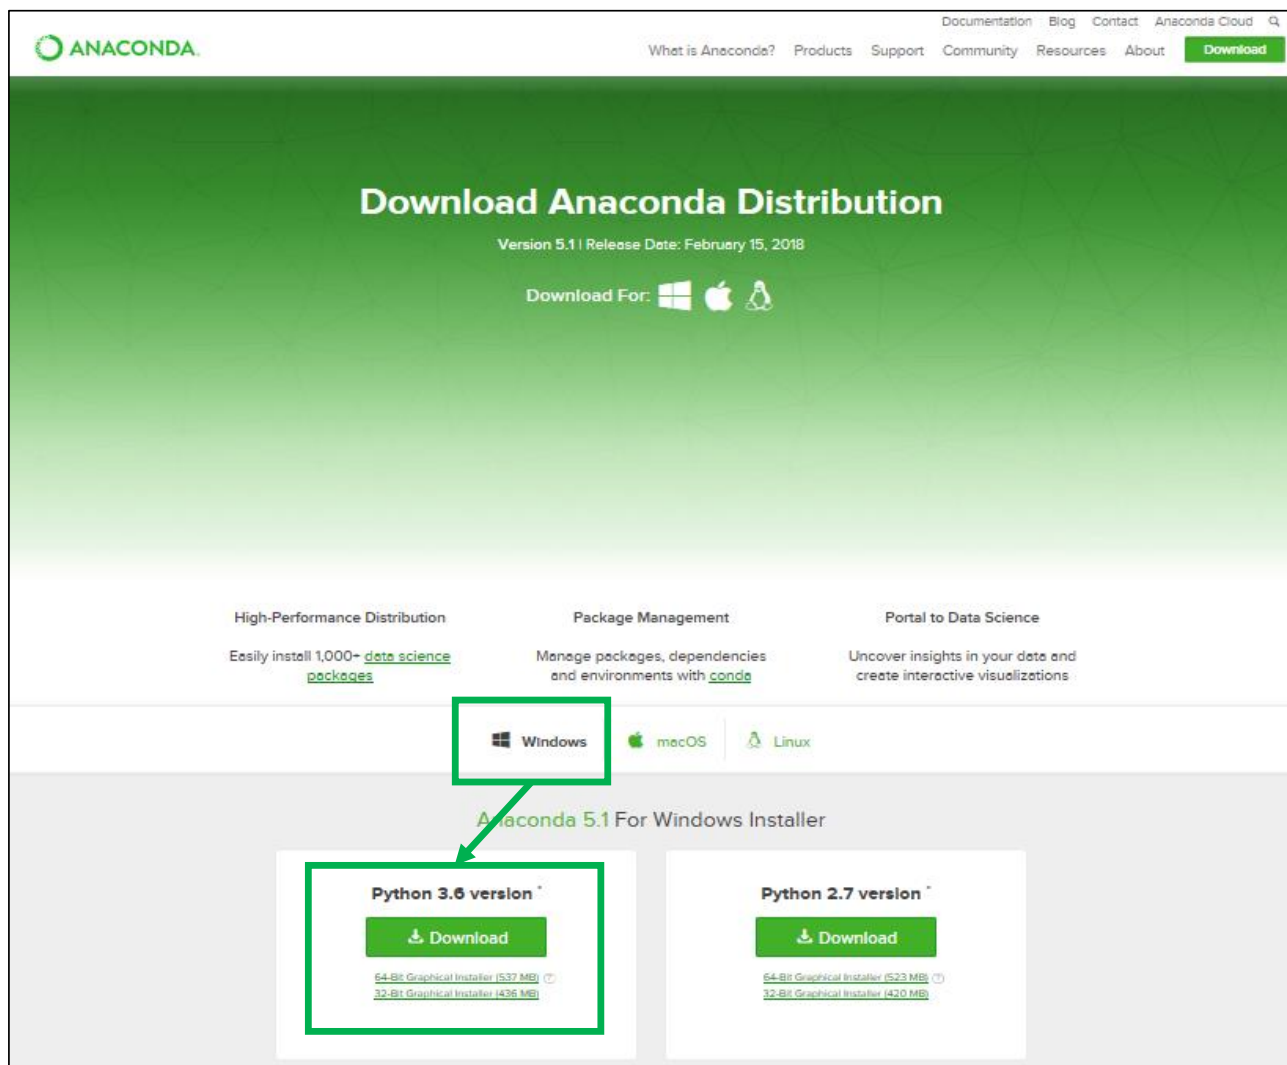 Documentation Blog Contact Anaconda Cloud
ANACONDA.
What is Anaconda? Products Support Community Resources About Download
Download Anaconda Distribution
Version 5.1 | Release Date: February 15, 2018
Download For:
High-Performance Distribution
Easily install 1,000+ data science
packages
Package Management
Manage packages, dependencies
and environments with conda
Portal to Data Science
Uncover insights in your data and
create interactive visualizations
Windows macOS Linux
Anaconda 5.1 For Windows Installer
Python 3.6 version *
Download
64-Bit Graphical Installer (537 MB) ?
32-Bit Graphical Installer (436 MB)
Python 2.7 version *
Download
64-Bit Graphical Installer (523 MB) ?
32-Bit Graphical Installer (420 MB)